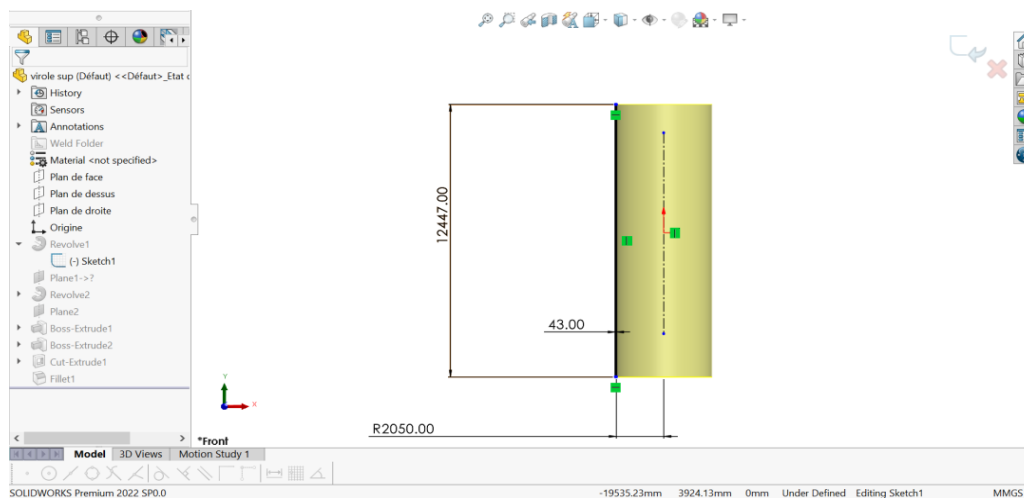 virole sup (Défaut) <<Défaut>_Etat
History
Sensors
Annotations
Weld Folder
Material <not specified>
Plan de face
Plan de dessus
Plan de droite
Origine
Revolve1
(-) Sketch1
Plane1->?
Revolve2
Plane2
Boss-Extrude1
Boss-Extrude2
Cut-Extrude1
Fillet1
12447.00
43.00
R2050.00
Y
X
*Front
Model 3D Views Motion Study 1
SOLIDWORKS Premium 2022 SP0.0 -19535.23mm 3924.13mm 0mm Under Defined Editing Sketch1 MMGS